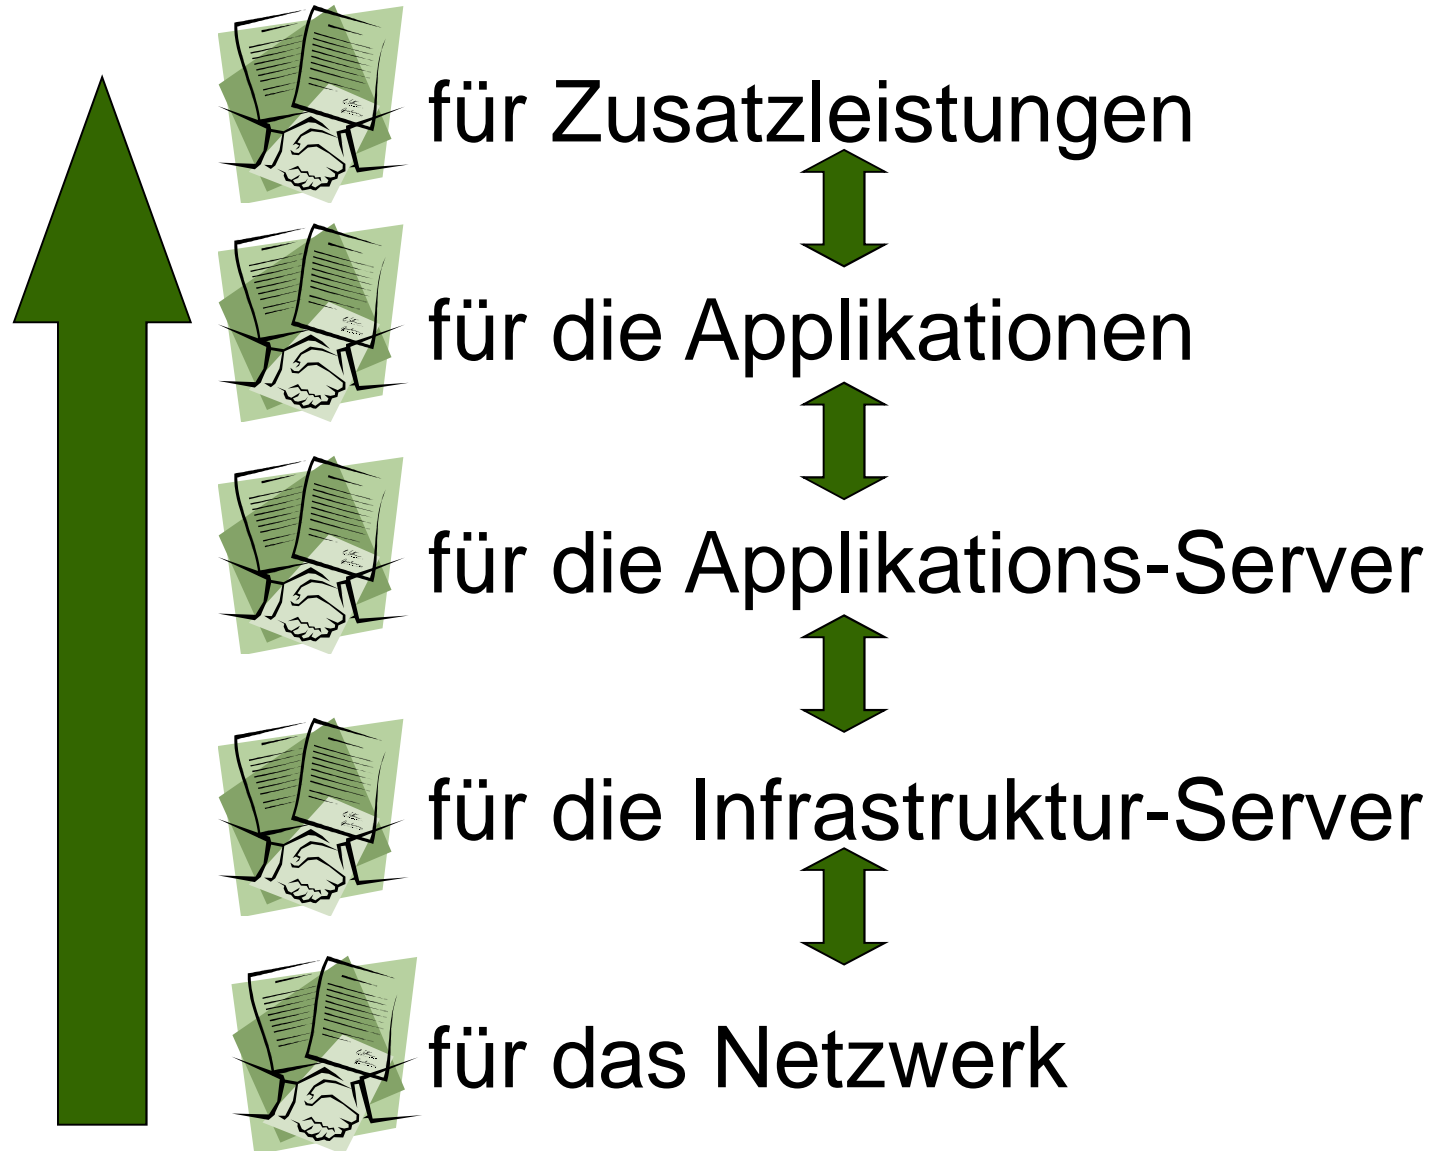 für Zusatzleistungen
für die Applikationen
für die Applikations-Server
für die Infrastruktur-Server
für das Netzwerk